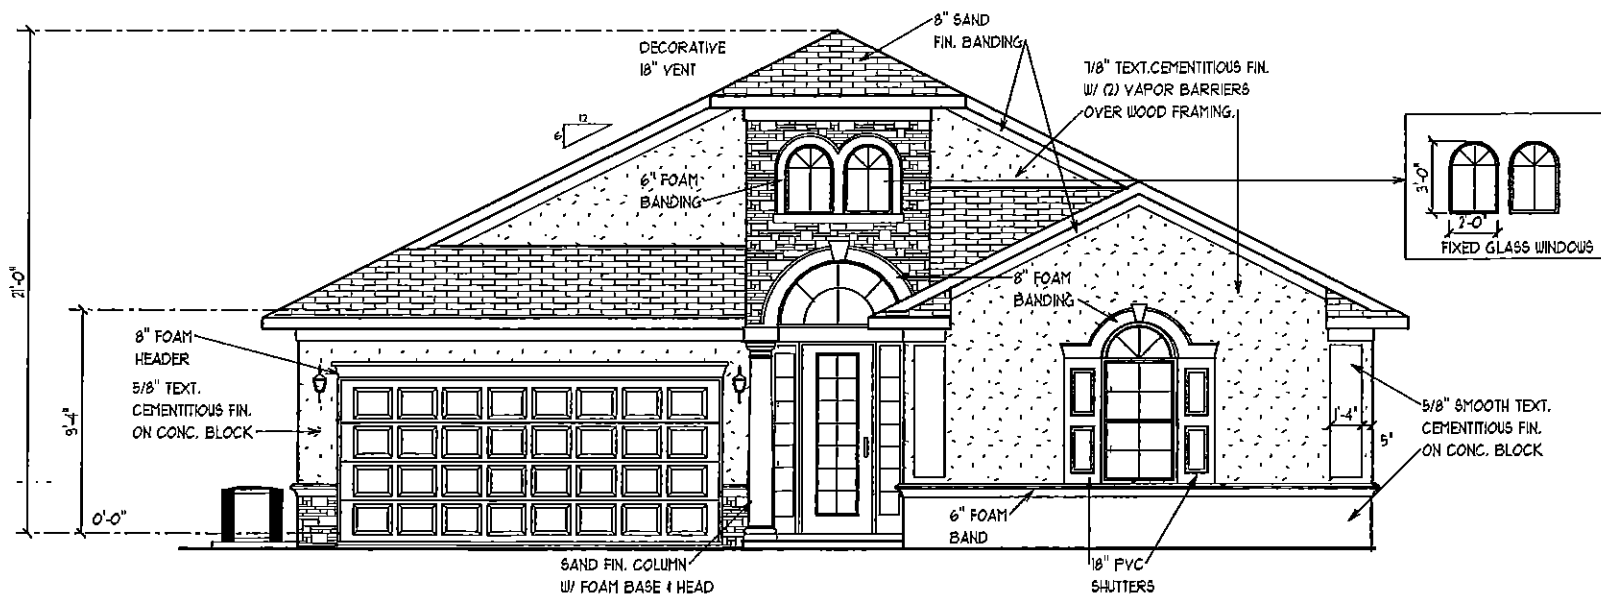 8" SAND
FIN. BANDING
DECORATIVE
18" VENT
7/8" TEXT.CEMENTITIOUS FIN.
W/ (2) VAPOR BARRIERS
OVER WOOD FRAMING.
12
6
6" FOAM
BANDING
3'-0"
2'-0"
FIXED GLASS WINDOWS
21'-0"
8" FOAM
BANDING
8" FOAM
HEADER
5/8" TEXT.
CEMENTITIOUS FIN.
ON CONC. BLOCK
9'-4"
1'-4"
5"
5/8" SMOOTH TEXT.
CEMENTITIOUS FIN.
ON CONC. BLOCK
0'-0"
6" FOAM
BAND
SAND FIN. COLUMN
W/ FOAM BASE & HEAD
18" PVC
SHUTTERS